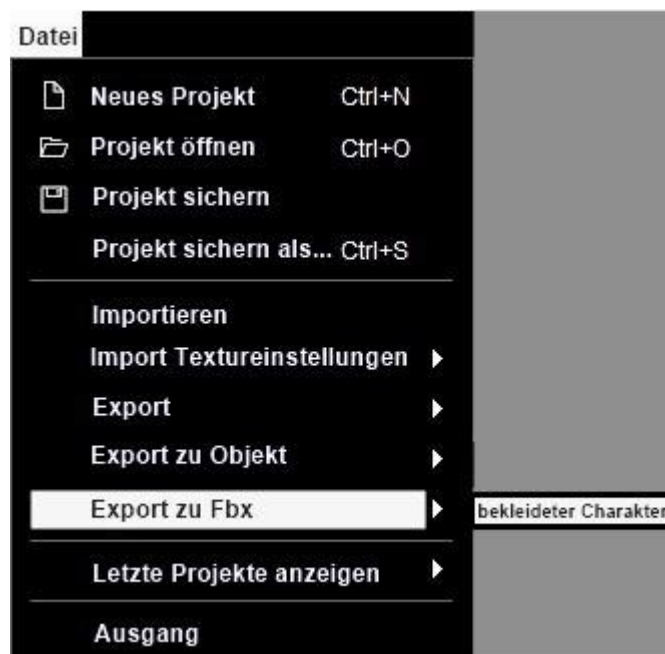 Datei
Neues Projekt Ctrl+N
Projekt öffnen Ctrl+O
Projekt sichern
Projekt sichern als... Ctrl+S
Importieren
Import Textureinstellungen
Export
Export zu Objekt
Export zu Fbx
bekleideter Charakter
Letzte Projekte anzeigen
Ausgang